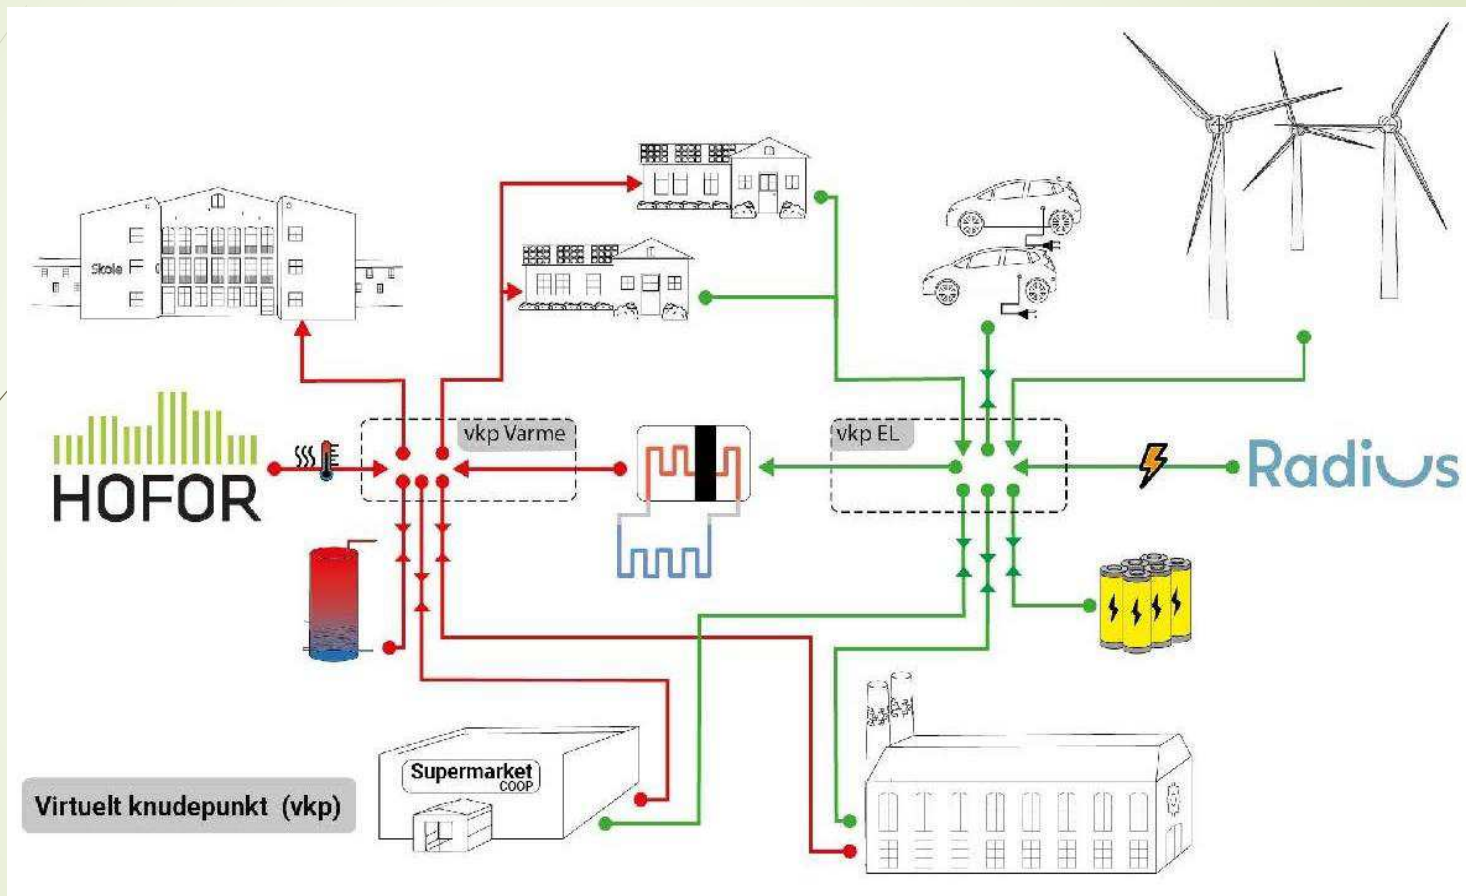 Skole
vkp Varme
vkp EL
HOFOR
Radius
Supermarket
COOP
Virtuelt knudepunkt (vkp)